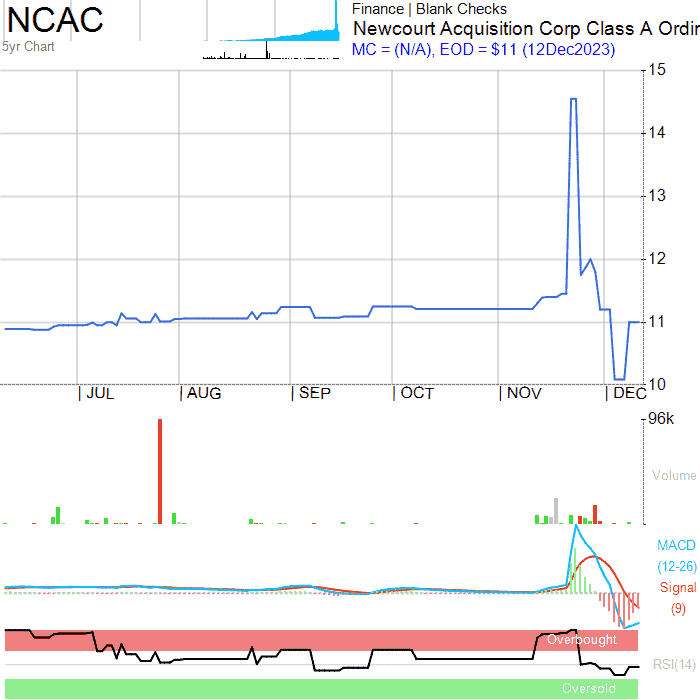 NCAC
5yr Chart
Finance | Blank Checks
Newcourt Acquisition Corp Class A Ordir
MC = (N/A), EOD = $11 (12Dec2023)
15
14
13
12
11
10
JUL
AUG
SEP
OCT
NOV
DEC
96k
Volume
MACD
(12-26)
Signal
(9)
Overbought
RSI(14)
Oversold